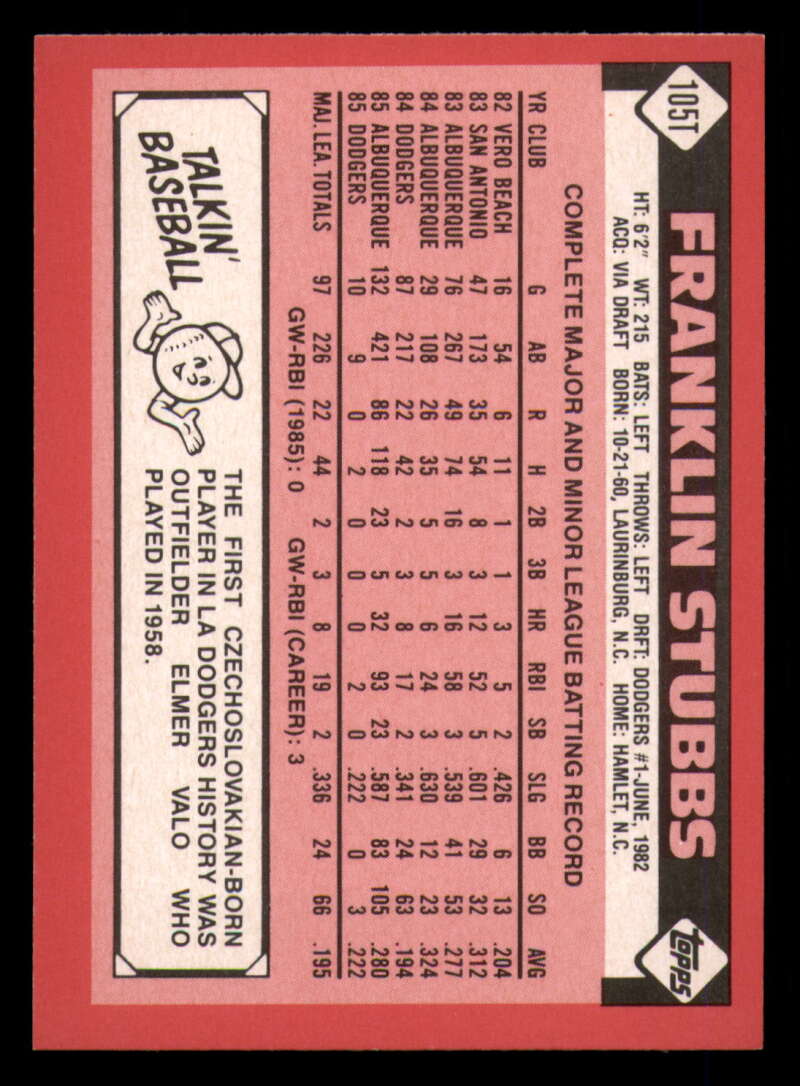 105T
FRANKLIN STUBBS
topps
HT: 6'2" WT: 215 BATS: LEFT THROWS: LEFT DRFT: DODGERS #1-JUNE, 1982
ACQ: VIA DRAFT BORN: 10-21-60, LAURINBURG, N.C. HOME: HAMLET, N.C.
COMPLETE MAJOR AND MINOR LEAGUE BATTING RECORD
YR CLUB G AB R H 2B 3B HR RBI SB SLG BB SO AVG
82 VERO BEACH 16 54 6 11 1 1 3 5 2 .426 6 13 .204
83 SAN ANTONIO 47 173 35 54 8 3 12 52 5 .601 29 32 .312
83 ALBUQUERQUE 76 267 49 74 16 3 16 58 3 .539 41 53 .277
84 ALBUQUERQUE 29 108 26 35 5 5 6 24 3 .630 12 23 .324
84 DODGERS 87 217 22 42 2 3 8 17 2 .341 24 63 .194
85 ALBUQUERQUE 132 421 86 118 23 5 32 93 23 .587 83 105 .280
85 DODGERS 10 9 0 2 0 0 0 2 0 .222 0 3 .222
MAJ. LEA. TOTALS 97 226 22 44 2 3 8 19 2 .336 24 66 .195
GW-RBI (1985): 0 GW-RBI (CAREER): 3
TALKIN'
BASEBALL
THE FIRST CZECHOSLOVAKIAN-BORN
PLAYER IN LA DODGERS HISTORY WAS
OUTFIELDER ELMER VALO WHO
PLAYED IN 1958.